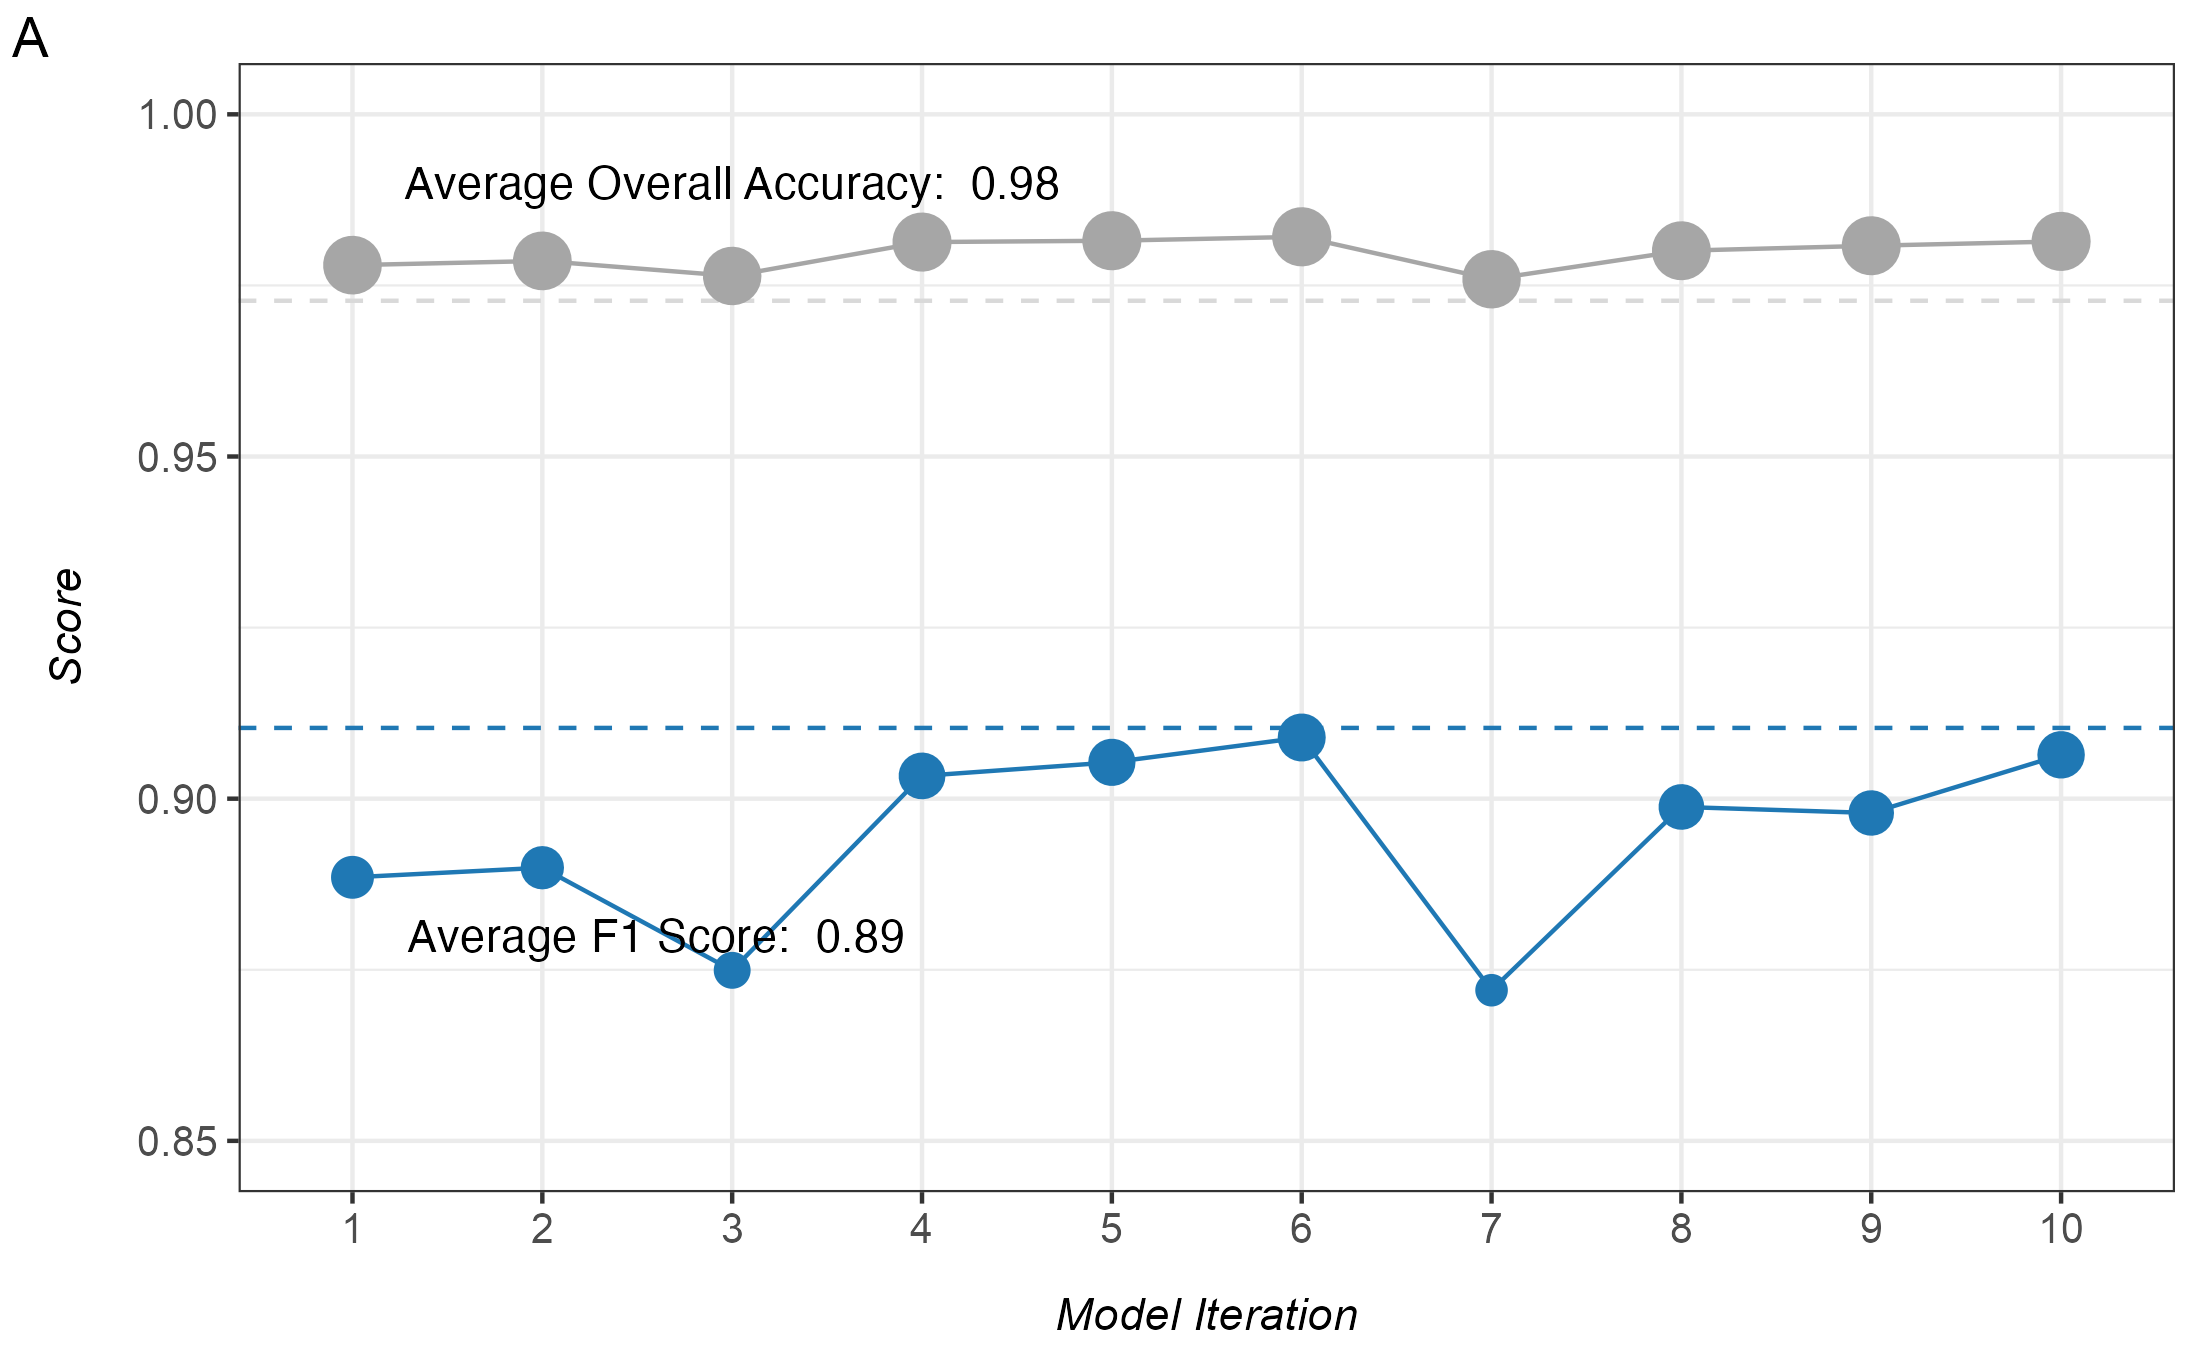 A
1.00
Average Overall Accuracy: 0.98
0.95
Score
0.90
Average F1 Score: 0.89
0.85
1 2 3 4 5 6 7 8 9 10
Model Iteration